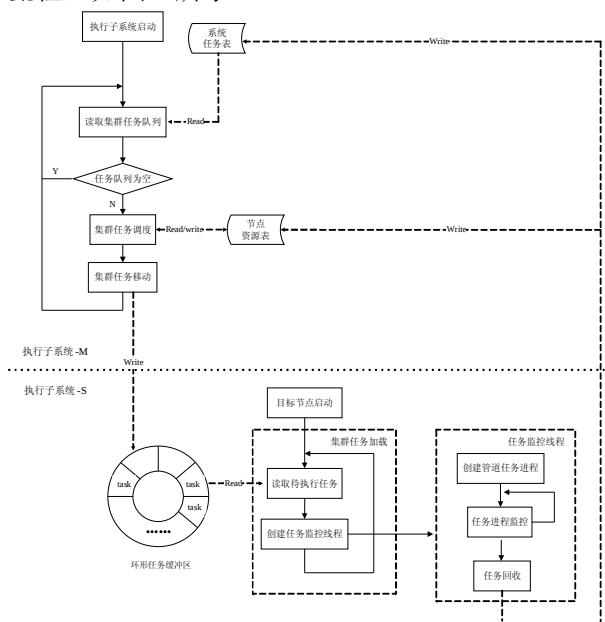 执行子系统启动
系统
任务表
Write
读取集群任务队列
Read
Y
任务队列为空
N
集群任务调度
Read/write
节点
资源表
Write
集群任务移动
执行子系统-M
Write
执行子系统-S
目标节点启动
集群任务加载
任务监控线程
创建管道任务进程
task
task
Read
读取待执行任务
task
任务进程监控
创建任务监控线程
......
环形任务缓冲区
任务回收